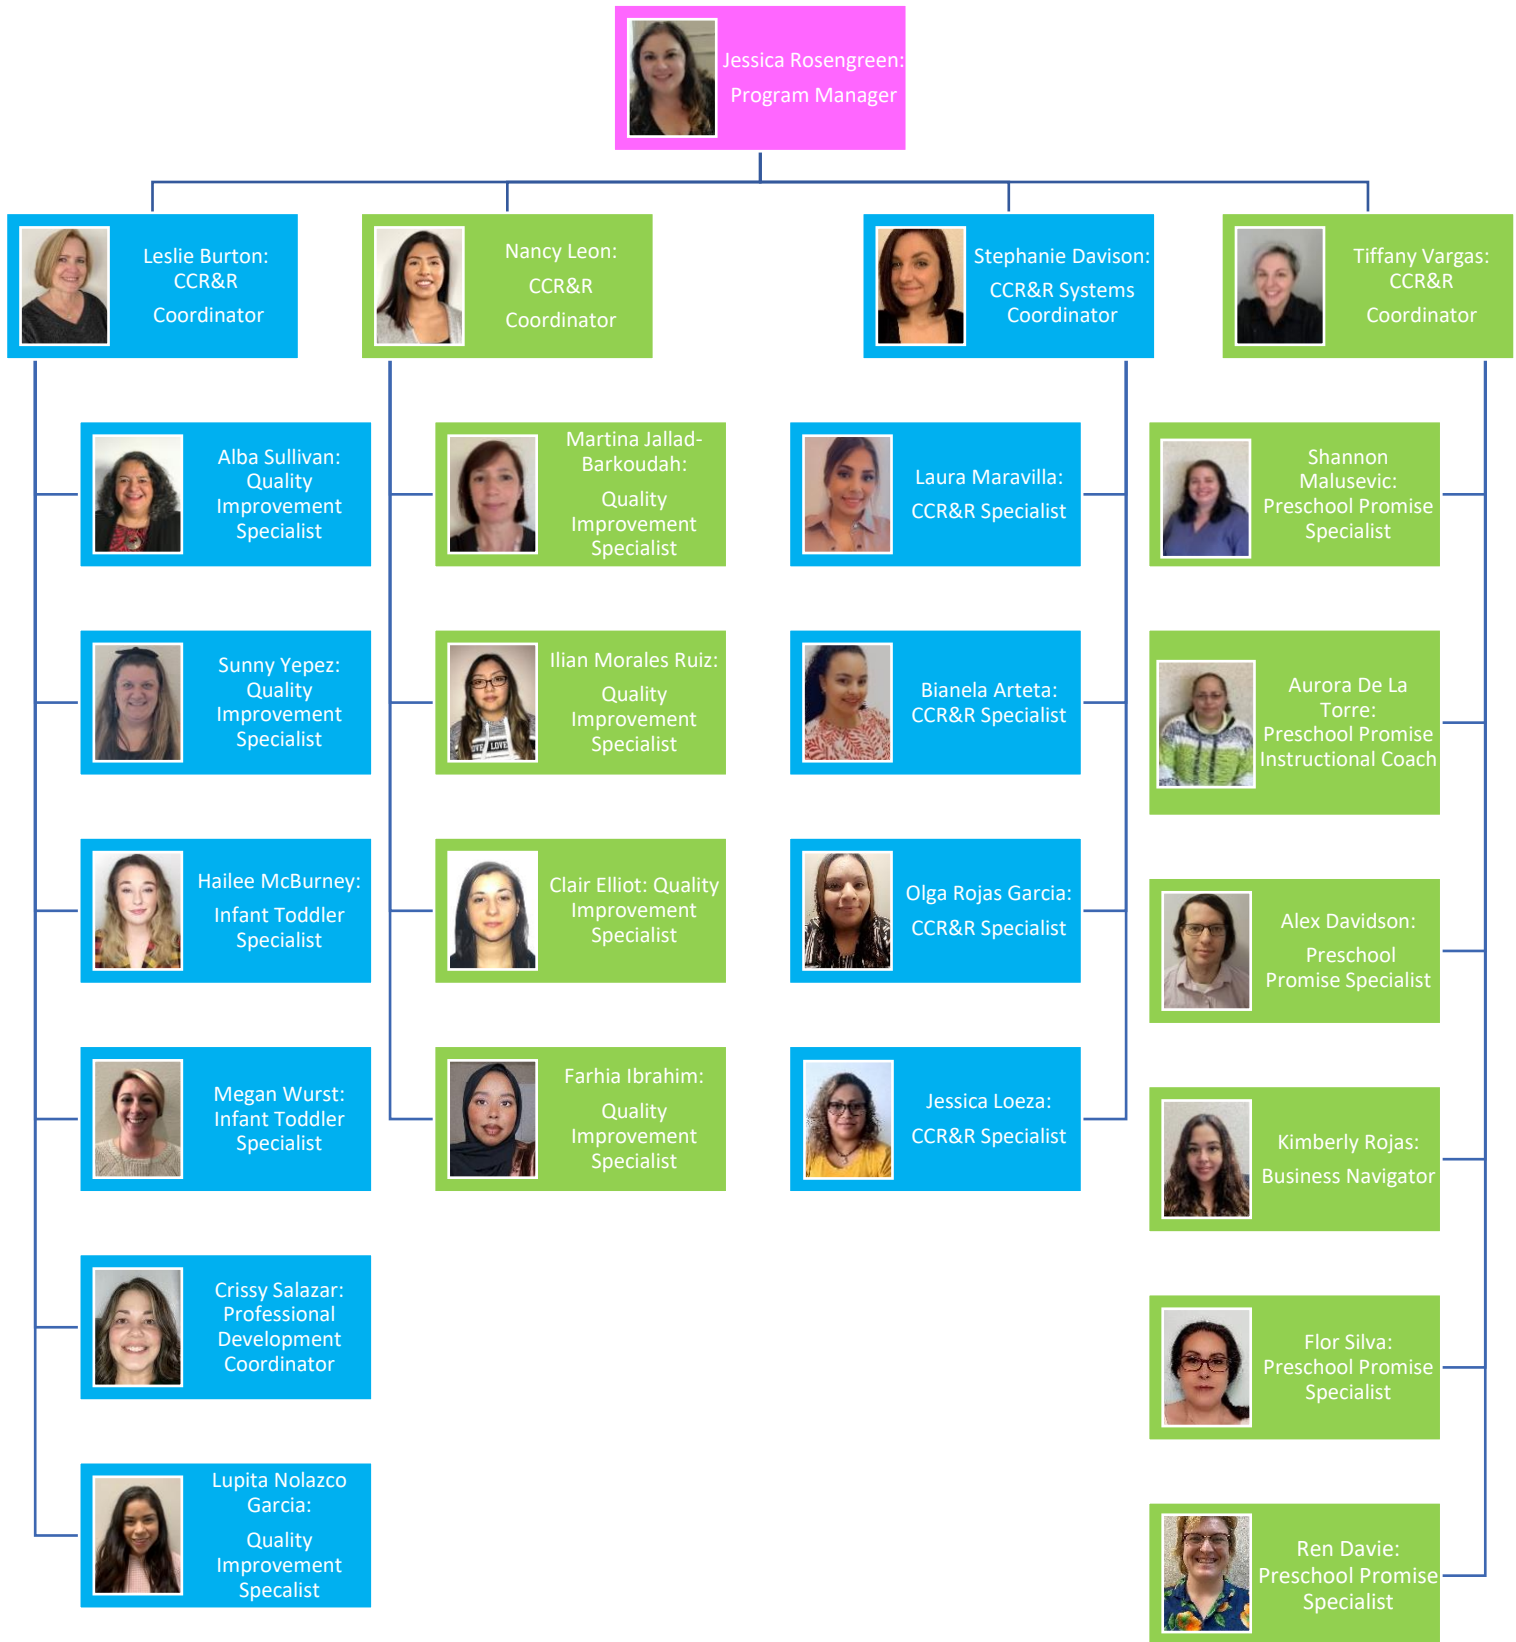 Jessica Rosengreen:
Program Manager
Leslie Burton:
CCR&R
Coordinator
Nancy Leon:
CCR&R
Coordinator
Stephanie Davison:
CCR&R Systems
Coordinator
Tiffany Vargas:
CCR&R
Coordinator
Alba Sullivan:
Quality
Improvement
Specialist
Sunny Yepez:
Quality
Improvement
Specialist
Hailee McBurney:
Infant Toddler
Specialist
Megan Wurst:
Infant Toddler
Specialist
Crissy Salazar:
Professional
Development
Coordinator
Lupita Nolazco
Garcia:
Quality
Improvement
Specalist
Martina Jallad-
Barkoudah:
Quality
Improvement
Specialist
Ilian Morales Ruiz:
Quality
Improvement
Specialist
Clair Elliot: Quality
Improvement
Specialist
Farhia Ibrahim:
Quality
Improvement
Specialist
Laura Maravilla:
CCR&R Specialist
Bianela Arteta:
CCR&R Specialist
Olga Rojas Garcia:
CCR&R Specialist
Jessica Loeza:
CCR&R Specialist
Shannon
Malusevic:
Preschool Promise
Specialist
Aurora De La
Torre:
Preschool Promise
Instructional Coach
Alex Davidson:
Preschool
Promise Specialist
Kimberly Rojas:
Business Navigator
Flor Silva:
Preschool Promise
Specialist
Ren Davie:
Preschool Promise
Specialist